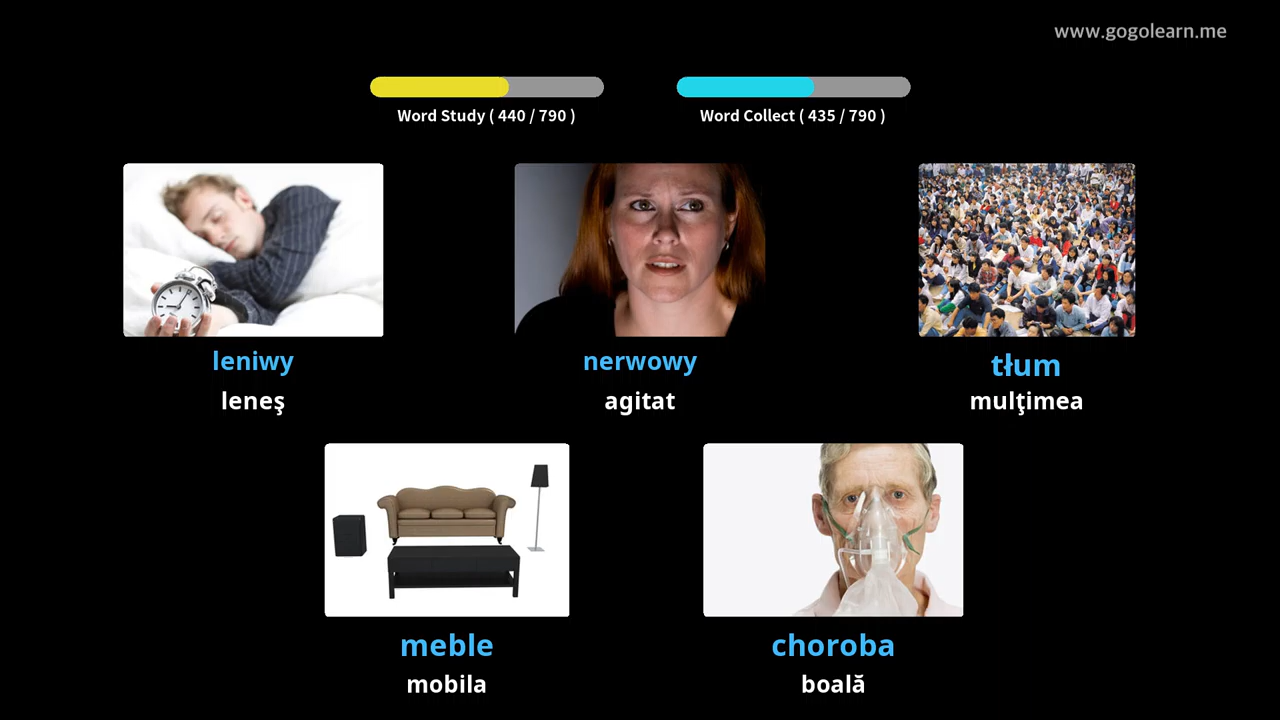 www.gogolearn.me
Word Study ( 440 / 790 )
Word Collect ( 435 / 790 )
leniwy
leneş
nerwowy
agitat
tłum
mulţimea
meble
mobila
choroba
boală